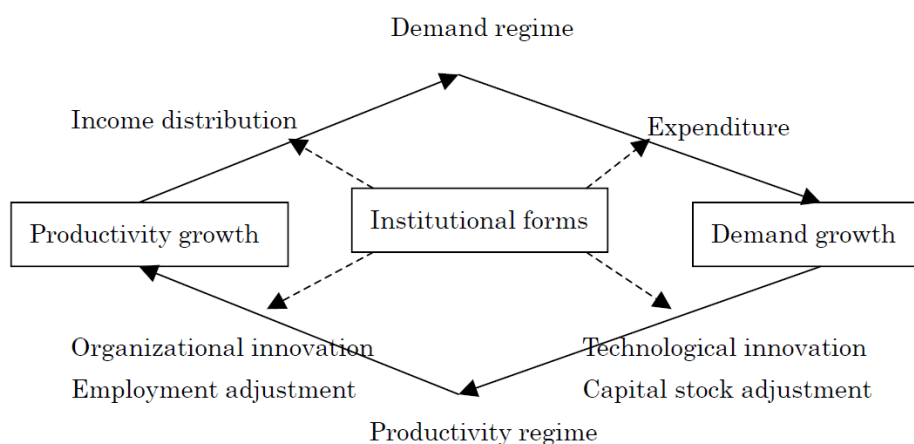 Demand regime
Income distribution
Expenditure
Productivity growth
Institutional forms
Demand growth
Organizational innovation
Technological innovation
Employment adjustment
Capital stock adjustment
Productivity regime